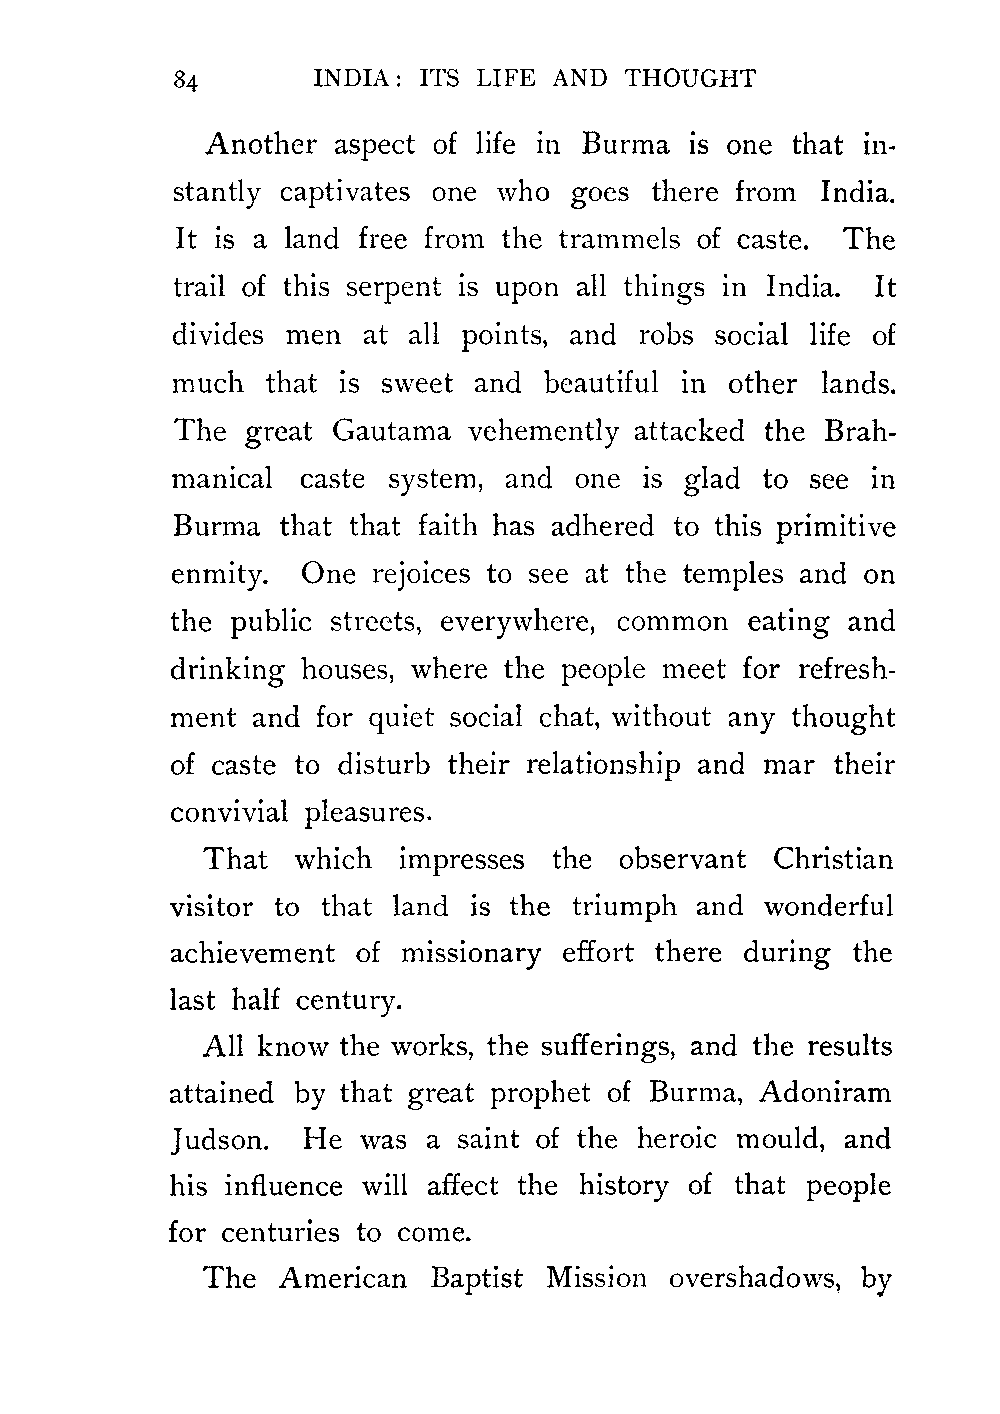 84 INDIA: ITS LIFE AND THOUGHT
Another aspect of life in Burma is one that in-
stantly captivates one who goes there from India.
It is a land free from the trammels of caste. The
trail of this serpent is upon all things in India. It
divides men at all points, and robs social life of
much that is sweet and beautiful in other lands.
The great Gautama vehemently attacked the Brah-
manical caste system, and one is glad to see in
Burma that that faith has adhered to this primitive
enmity. One rejoices to see at the temples and on
the public streets, everywhere, common eating and
drinking houses, where the people meet for refresh-
ment and for quiet social chat, without any thought
of caste to disturb their relationship and mar their
convivial pleasures.
That which impresses the observant Christian
visitor to that land is the triumph and wonderful
achievement of missionary effort there during the
last half century.
All know the works, the sufferings, and the results
attained by that great prophet of Burma, Adoniram
Judson. He was a saint of the heroic mould, and
his influence will affect the history of that people
for centuries to come.
The American Baptist Mission overshadows, by